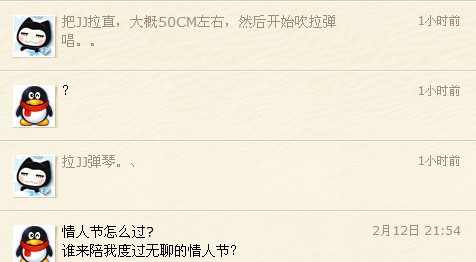 把JJ拉直，大概50CM左右，然后开始吹拉弹 1小时前
唱。。
? 1小时前
拉JJ弹琴。、 1小时前
情人节怎么过? 2月12日 21:54
谁来陪我度过无聊的情人节?